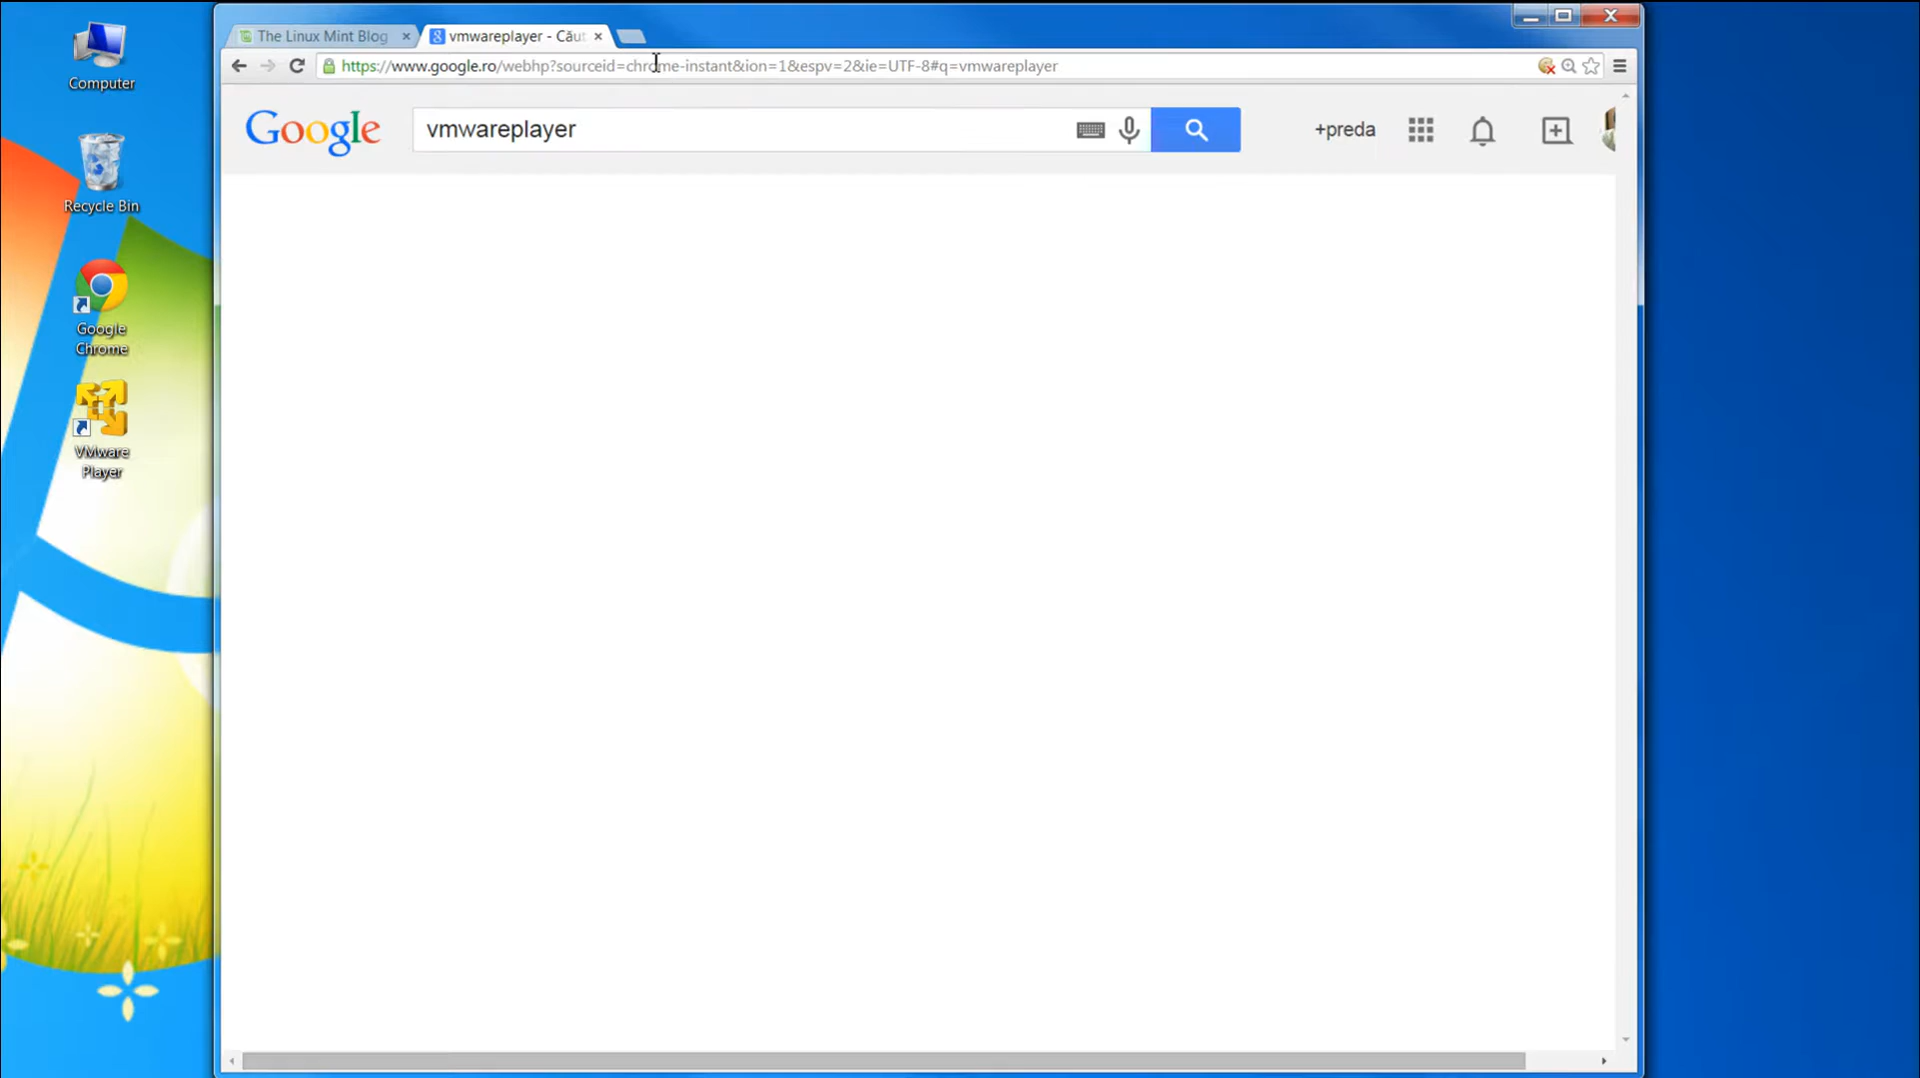 Computer
Recycle Bin
Google
Chrome
VMware
Player
The Linux Mint Blog
vmwareplayer - Cău
https://www.google.ro/webhp?sourceid=chrome-instant&ion=1&espv=2&ie=UTF-8#q=vmwareplayer
Google
vmwareplayer
+preda